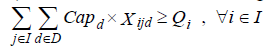 ∑_{j∈I} ∑_{d∈D} Cap_d × X_{ijd} ≥ Q_i , ∀i ∈ I